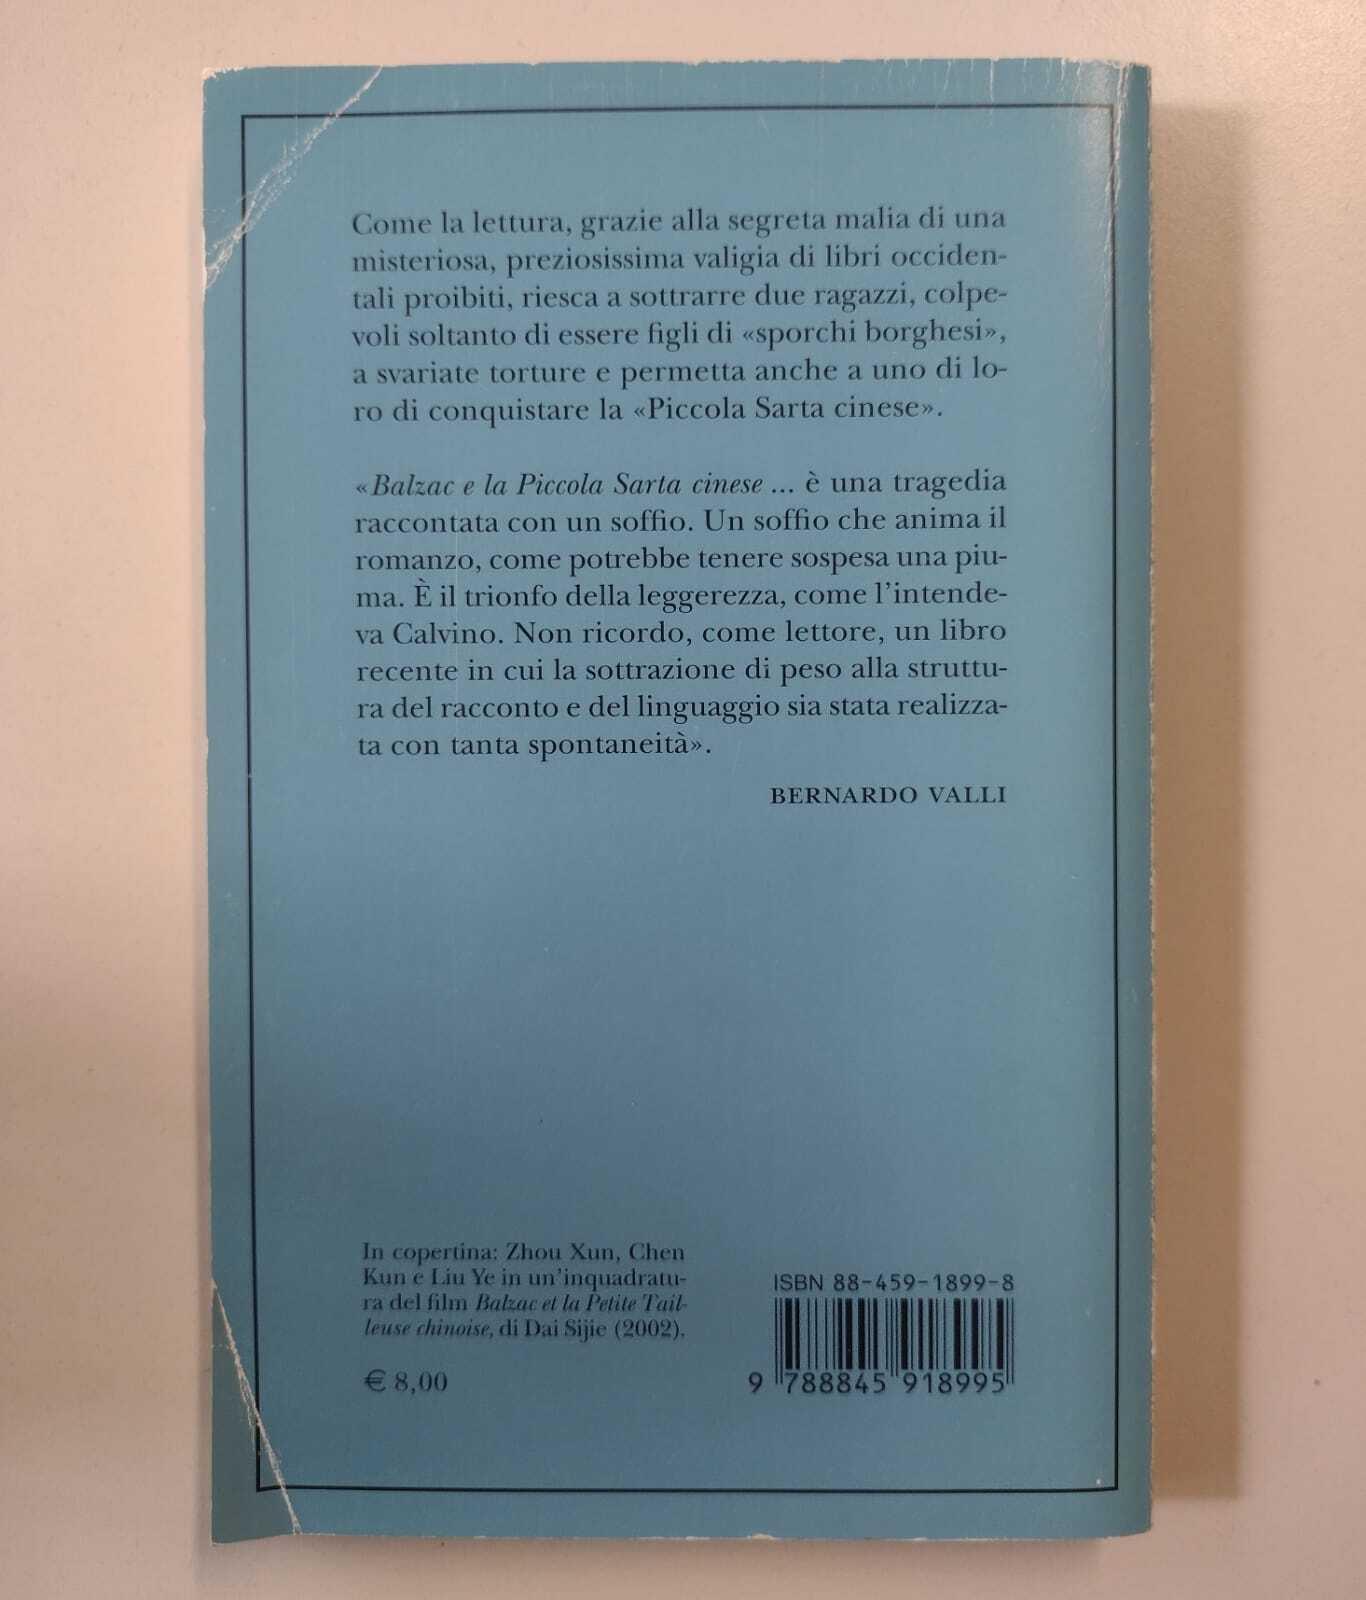 Come la lettura, grazie alla segreta malia di una
misteriosa, preziosissima valigia di libri occiden-
tali proibiti, riesca a sottrarre due ragazzi, colpe-
voli soltanto di essere figli di «sporchi borghesi»,
a svariate torture e permetta anche a uno di lo-
ro di conquistare la «Piccola Sarta cinese».
«Balzac e la Piccola Sarta cinese ... è una tragedia
raccontata con un soffio. Un soffio che anima il
romanzo, come potrebbe tenere sospesa una piu-
ma. È il trionfo della leggerezza, come l'intende-
va Calvino. Non ricordo, come lettore, un libro
recente in cui la sottrazione di peso alla struttu-
ra del racconto e del linguaggio sia stata realizza-
ta con tanta spontaneità».
BERNARDO VALLI
In copertina: Zhou Xun, Chen
Kun e Liu Ye in un'inquadratu-
ra del film Balzac et la Petite Tail-
leuse chinoise, di Dai Sijie (2002).
€ 8,00
ISBN 88-459-1899-8
9 788845 918995